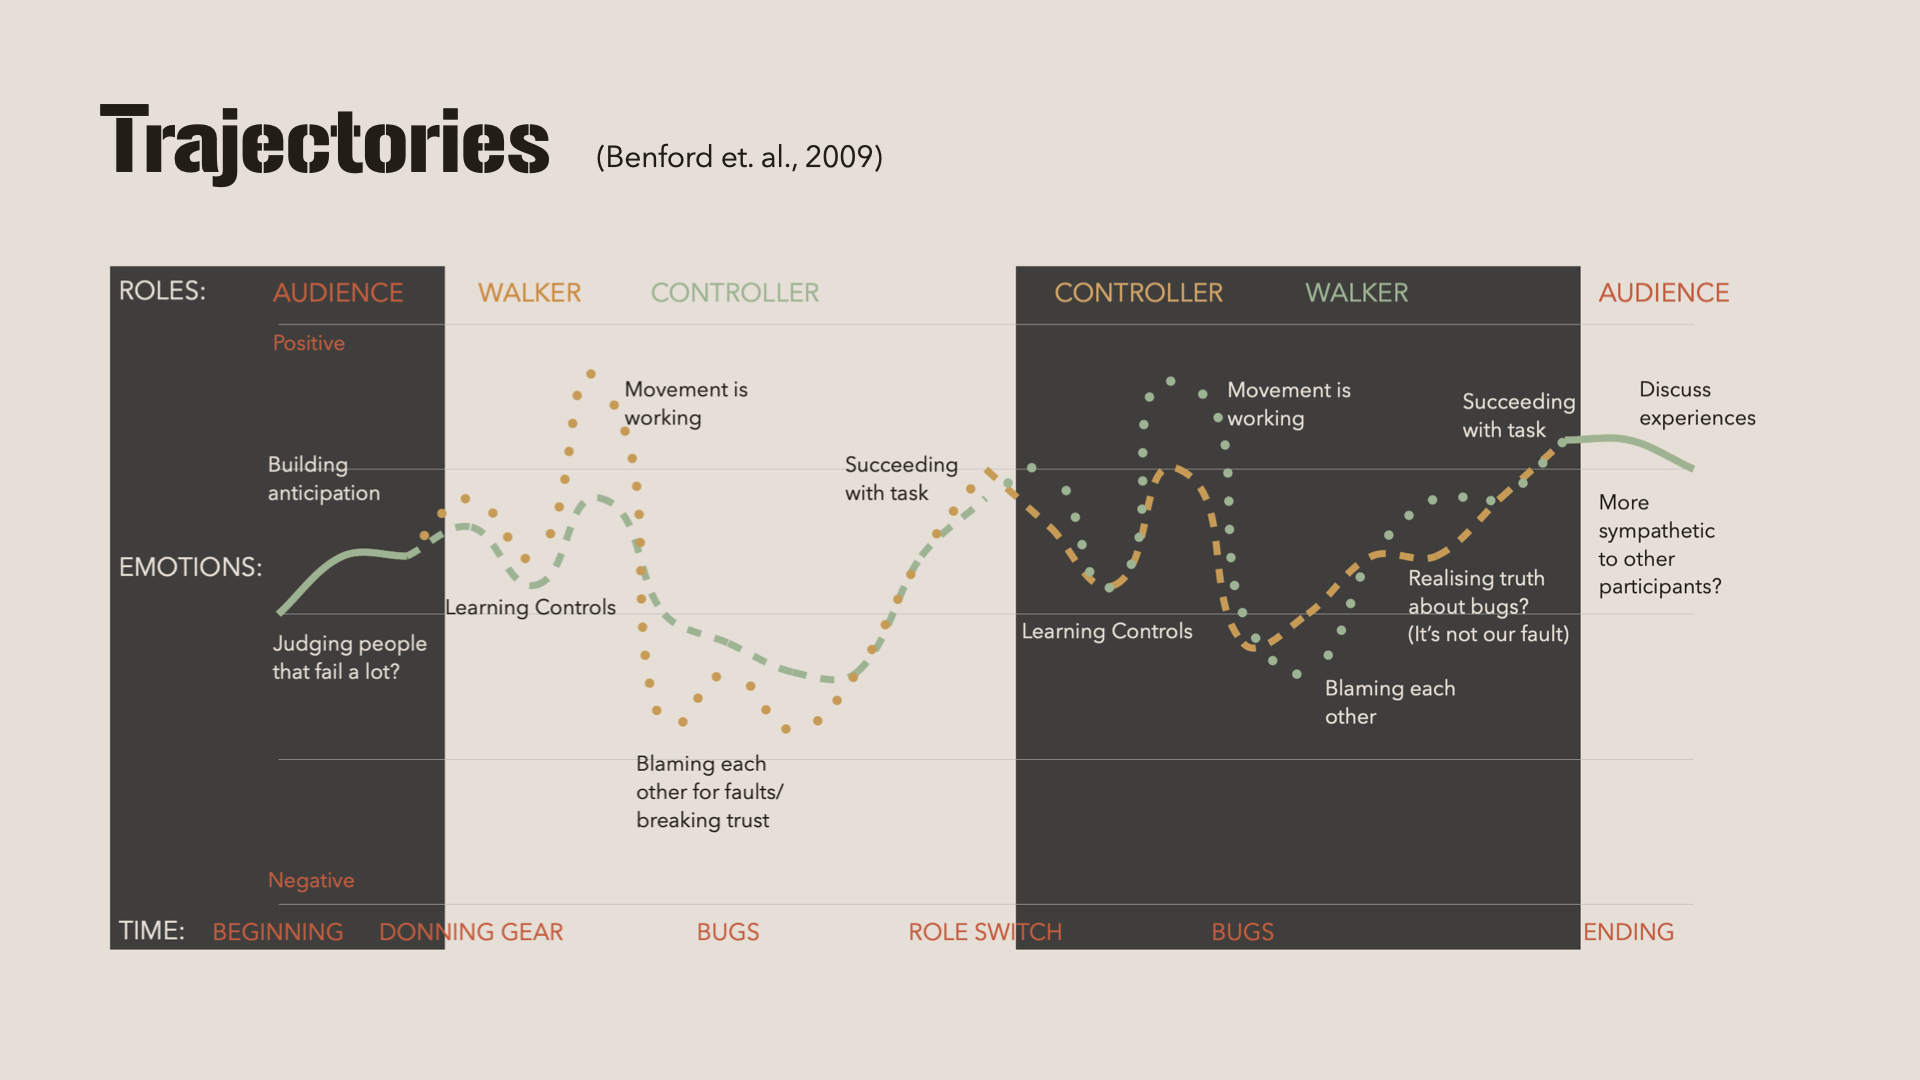 Trajectories
(Benford et. al., 2009)
ROLES:
AUDIENCE
WALKER
CONTROLLER
CONTROLLER
WALKER
AUDIENCE
Positive
Movement is
working
Movement is
working
Succeeding
with task
Discuss
experiences
Building
anticipation
Succeeding
with task
More
sympathetic
to other
participants?
EMOTIONS:
Learning Controls
Learning Controls
Realising truth
about bugs?
(It's not our fault)
Judging people
that fail a lot?
Blaming each
other
Blaming each
other for faults/
breaking trust
Negative
TIME:
BEGINNING
DONNING GEAR
BUGS
ROLE SWITCH
BUGS
ENDING